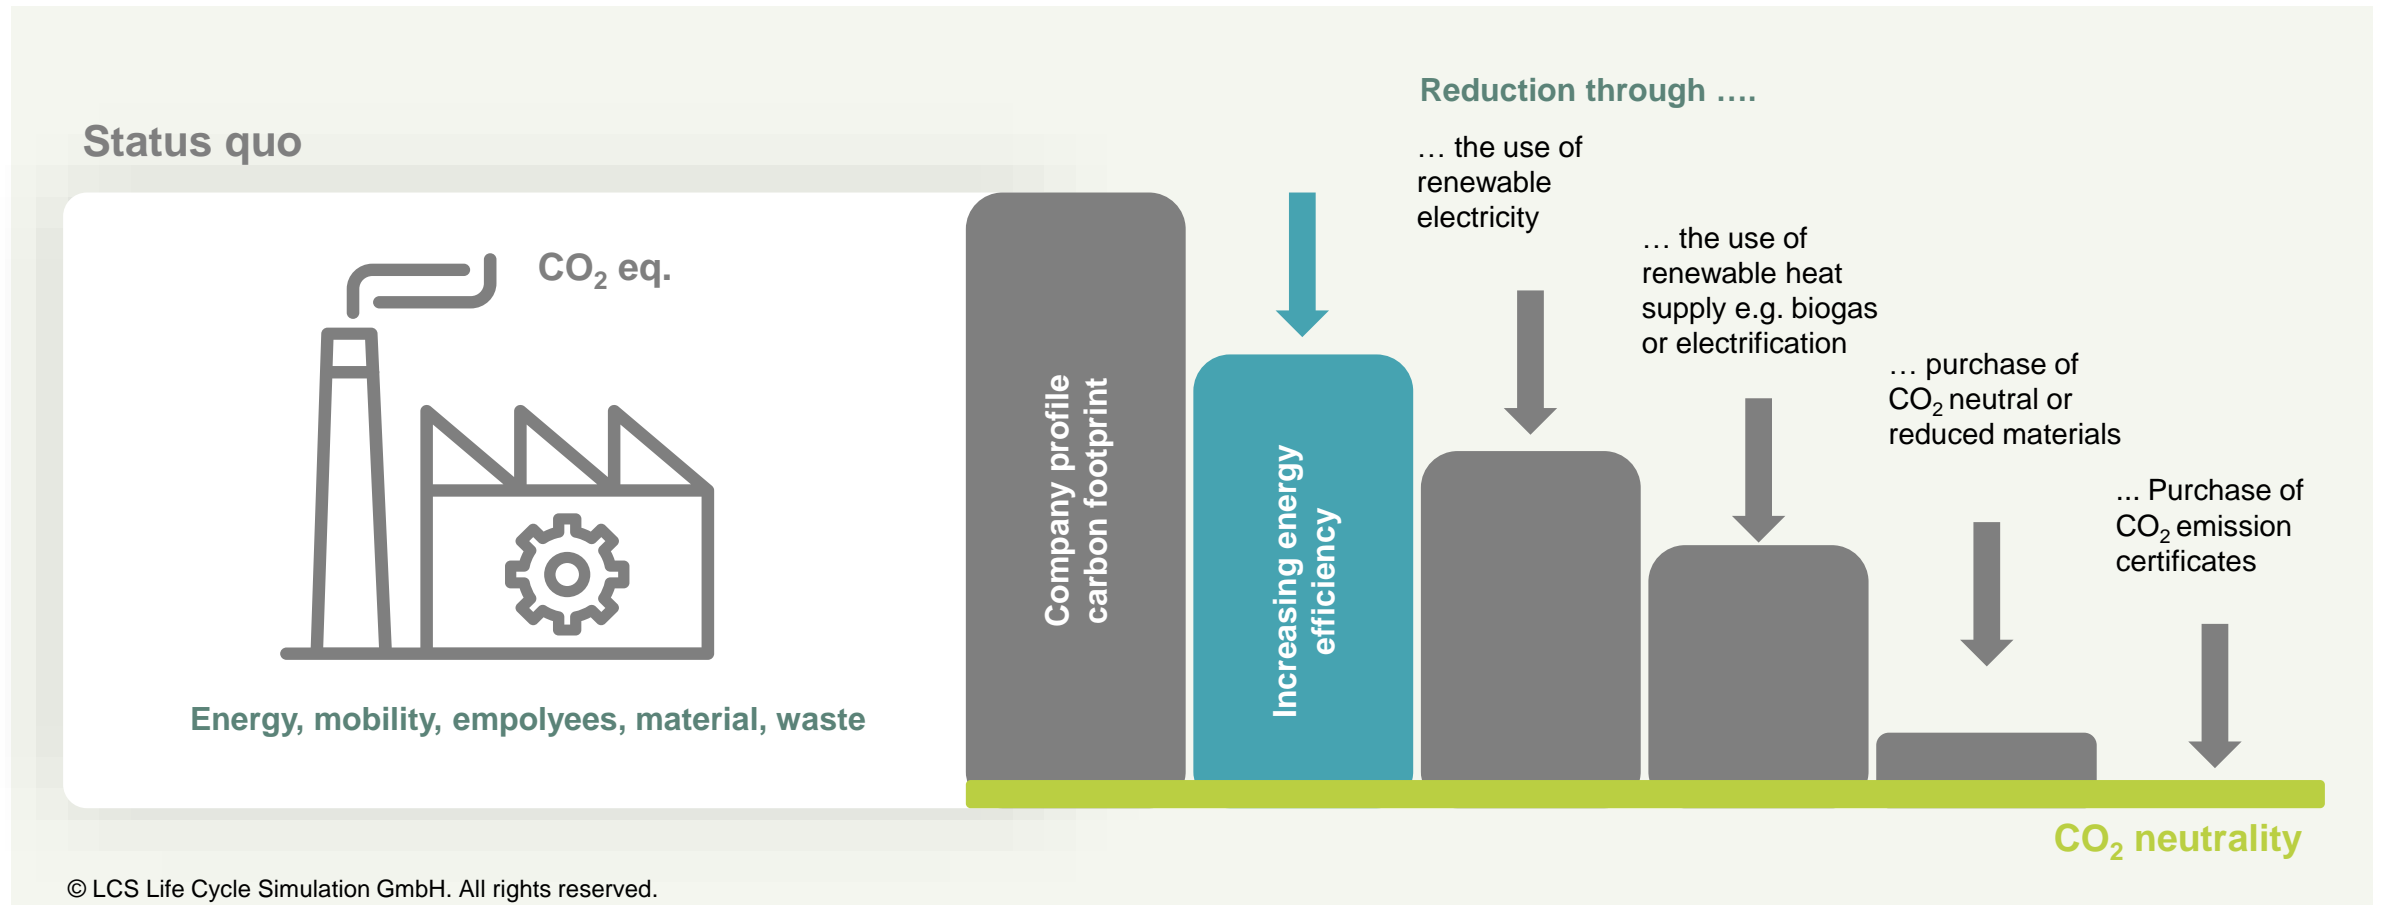 Status quo
CO₂ eq.
Energy, mobility, empolyees, material, waste
Company profile
carbon footprint
Increasing energy
efficiency
Reduction through ....
… the use of
renewable
electricity
… the use of
renewable heat
supply e.g. biogas
or electrification
… purchase of
CO₂ neutral or
reduced materials
... Purchase of
CO₂ emission
certificates
CO₂ neutrality
© LCS Life Cycle Simulation GmbH. All rights reserved.